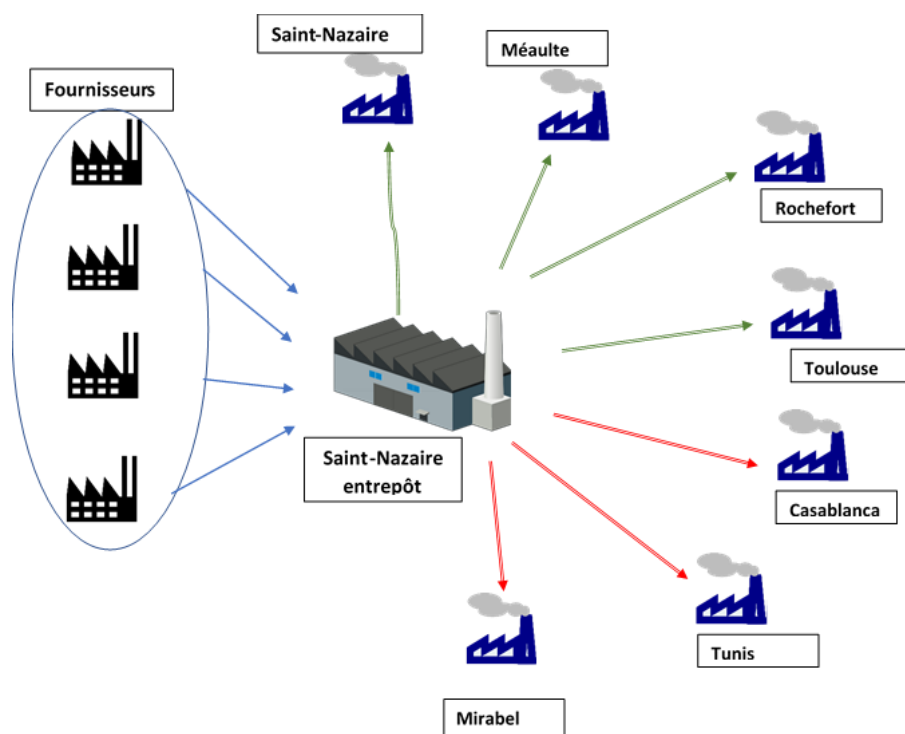 Saint-Nazaire
Méaulte
Fournisseurs
Rochefort
Toulouse
Saint-Nazaire
entrepôt
Casablanca
Tunis
Mirabel